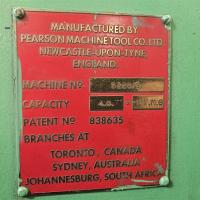 MANUFACTURED BY
PEARSON MACHINE TOOL CO. LTD.
NEWCASTLE-UPON-TYNE,
ENGLAND.
MACHINE Nº
CAPACITY
PATENT Nº 838635
BRANCHES AT
TORONTO, CANADA
SYDNEY, AUSTRALIA
JOHANNESBURG, SOUTH AFRICA